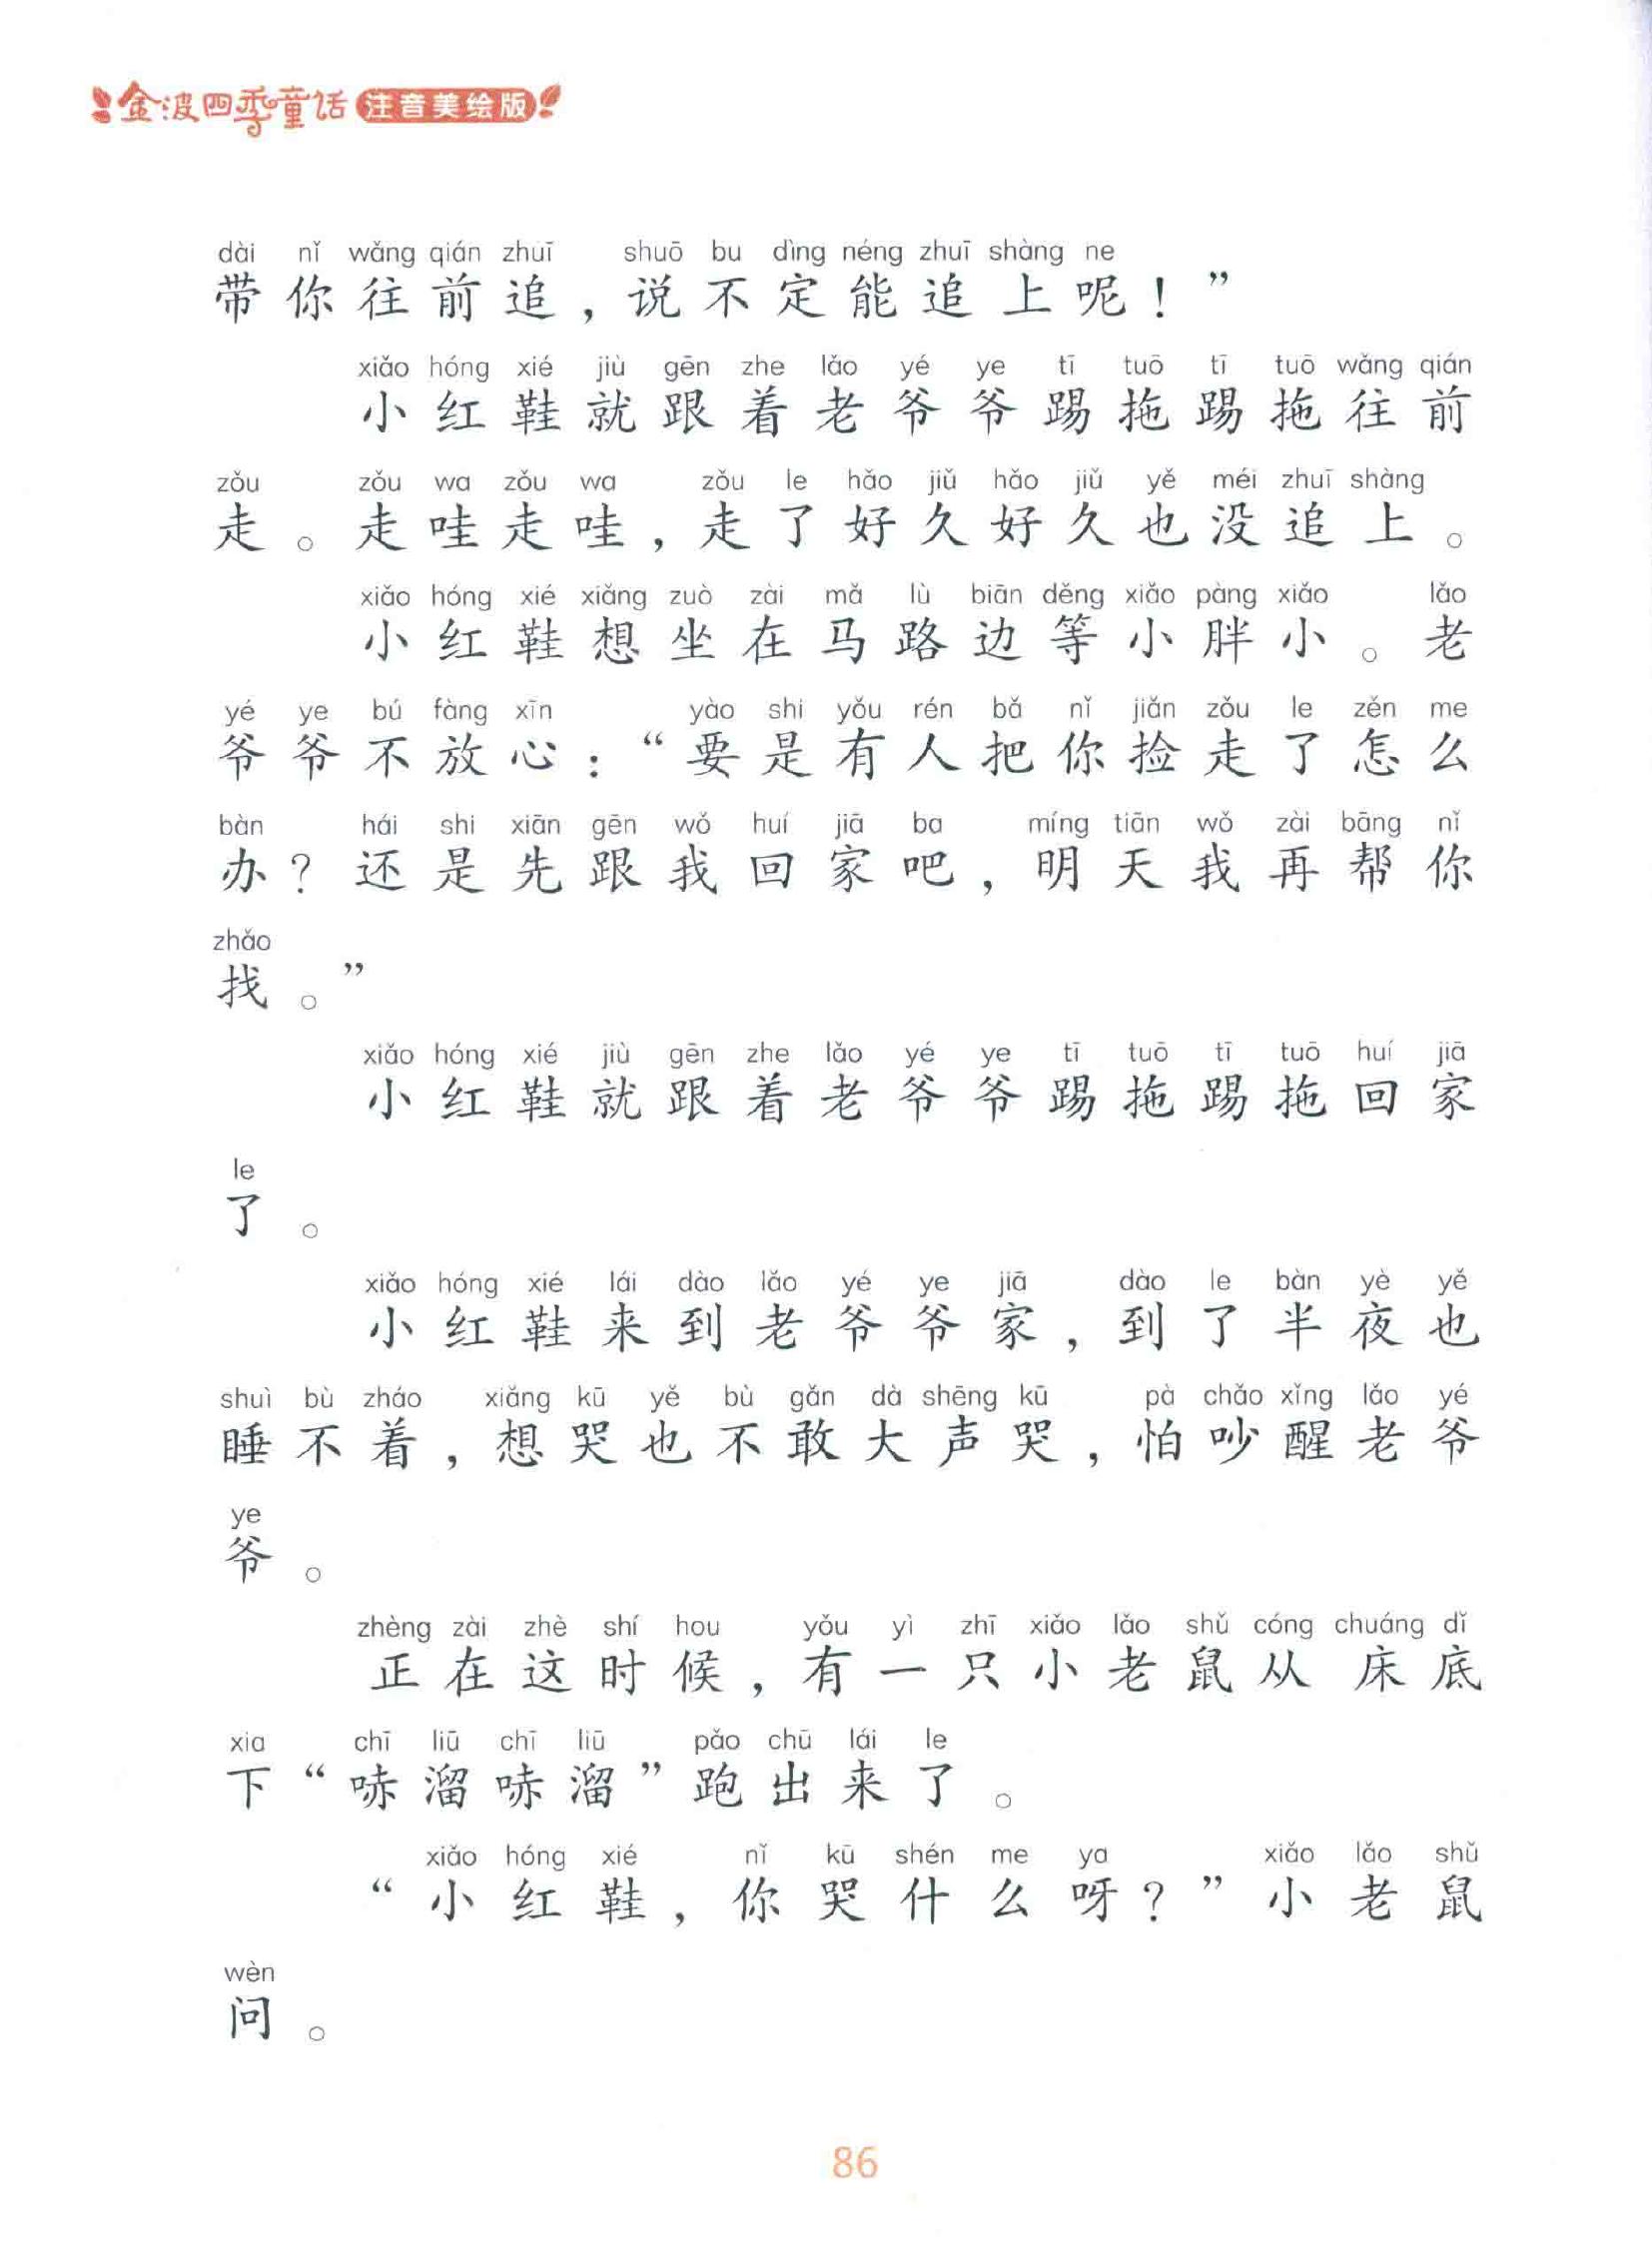 金波四季童话 注音美绘版
dài nǐ wǎng qián zhuī shuō bu dìng néng zhuī shàng ne
带你往前追，说不定能追上呢！”
xiǎo hóng xié jiù gēn zhe lǎo yé ye tī tuō tī tuō wǎng qián
小红鞋就跟着老爷爷踢拖踢拖往前
zǒu zǒu wa zǒu wa zǒu le hǎo jiǔ hǎo jiǔ yě méi zhuī shàng
走。走哇走哇，走了好久好久也没追上。
xiǎo hóng xié xiǎng zuò zài mǎ lù biān děng xiǎo pàng xiǎo lǎo
小红鞋想坐在马路边等小胖小。老
yé ye bú fàng xīn yào shi yǒu rén bǎ nǐ jiǎn zǒu le zěn me
爷爷不放心：“要是有人把你捡走了怎么
bàn hái shi xiān gēn wǒ huí jiā ba míng tiān wǒ zài bāng nǐ
办？还是先跟我回家吧，明天我再帮你
zhǎo
找。”
xiǎo hóng xié jiù gēn zhe lǎo yé ye tī tuō tī tuō huí jiā
小红鞋就跟着老爷爷踢拖踢拖回家
le
了。
xiǎo hóng xié lái dào lǎo yé ye jiā dào le bàn yè yě
小红鞋来到老爷爷家，到了半夜也
shuì bù zháo xiǎng kū yě bù gǎn dà shēng kū pà chǎo xǐng lǎo yé
睡不着，想哭也不敢大声哭，怕吵醒老爷
ye
爷。
zhèng zài zhè shí hou yǒu yì zhī xiǎo lǎo shǔ cóng chuáng dǐ
正在这时候，有一只小老鼠从床底
xia chī liū chī liū pǎo chū lái le
下“哧溜哧溜”跑出来了。
xiǎo hóng xié nǐ kū shén me ya xiǎo lǎo shǔ
“小红鞋，你哭什么呀？”小老鼠
wèn
问。
86